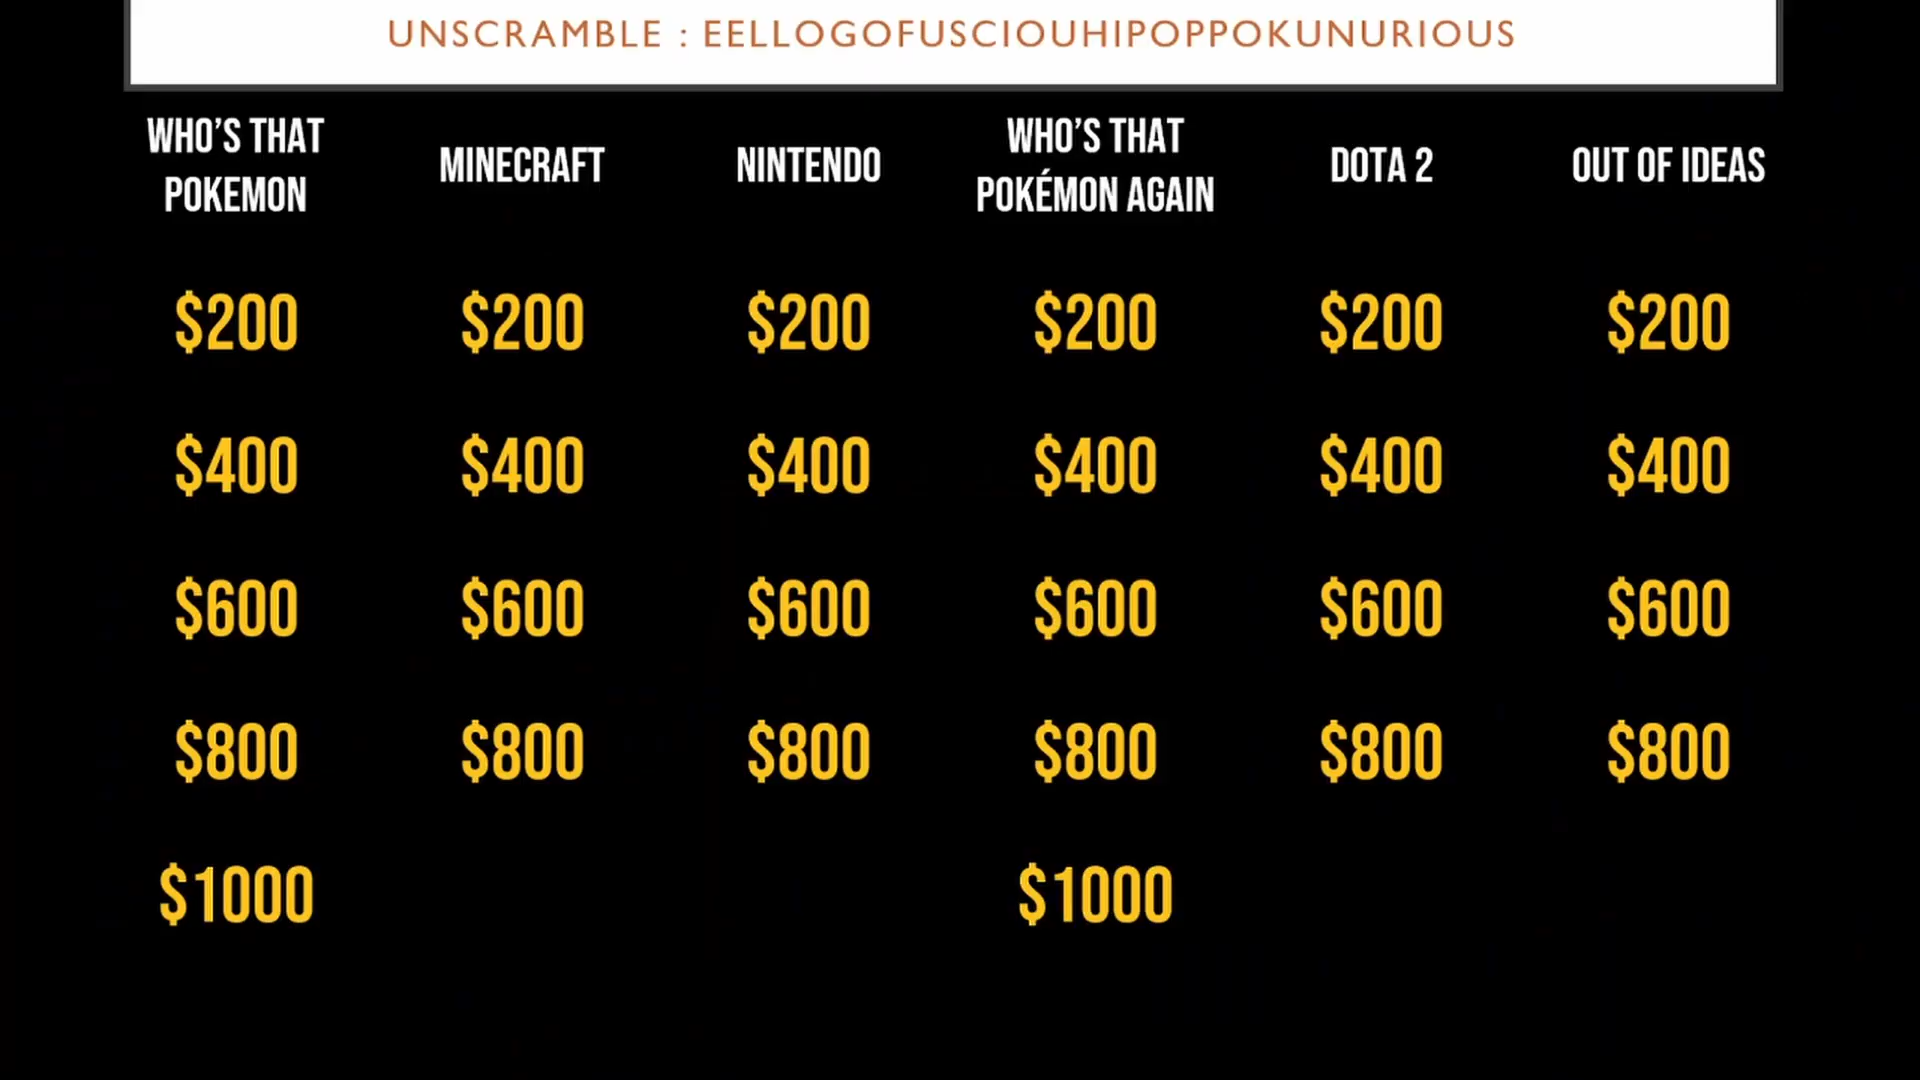 UNSCRAMBLE : EELLOGOFUSCIOUHIPOPPOKUNURIOUS
WHO'S THAT
POKEMON
MINECRAFT
NINTENDO
WHO'S THAT
POKÉMON AGAIN
DOTA 2
OUT OF IDEAS
$200 $200 $200 $200 $200 $200
$400 $400 $400 $400 $400 $400
$600 $600 $600 $600 $600 $600
$800 $800 $800 $800 $800 $800
$1000 $1000